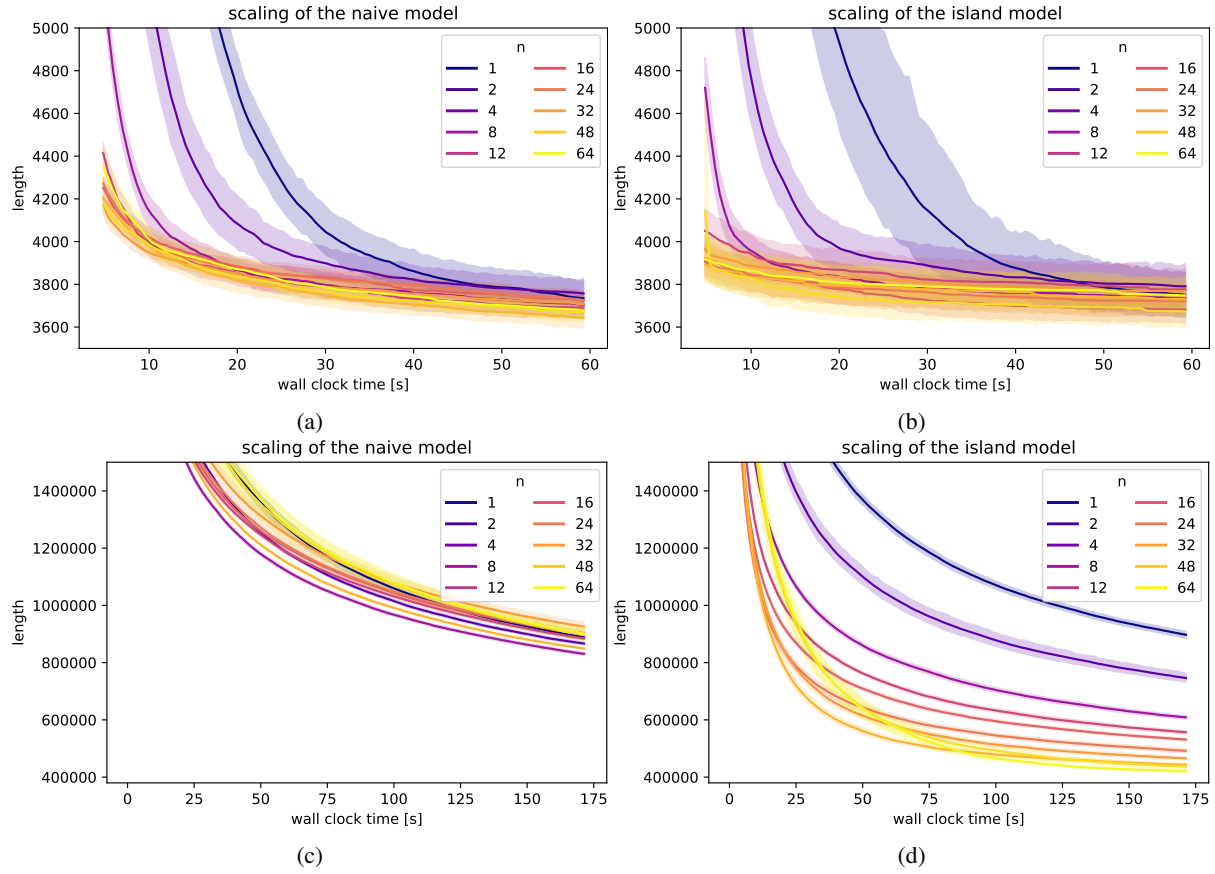 scaling of the naive model
5000
4800
4600
4400
4200
4000
3800
3600
length
n
1 16
2 24
4 32
8 48
12 64
10 20 30 40 50 60
wall clock time [s]
(a)
scaling of the island model
5000
4800
4600
4400
4200
4000
3800
3600
length
n
1 16
2 24
4 32
8 48
12 64
10 20 30 40 50 60
wall clock time [s]
(b)
scaling of the naive model
1400000
1200000
1000000
800000
600000
400000
length
n
1 16
2 24
4 32
8 48
12 64
0 25 50 75 100 125 150 175
wall clock time [s]
(c)
scaling of the island model
1400000
1200000
1000000
800000
600000
400000
length
n
1 16
2 24
4 32
8 48
12 64
0 25 50 75 100 125 150 175
wall clock time [s]
(d)